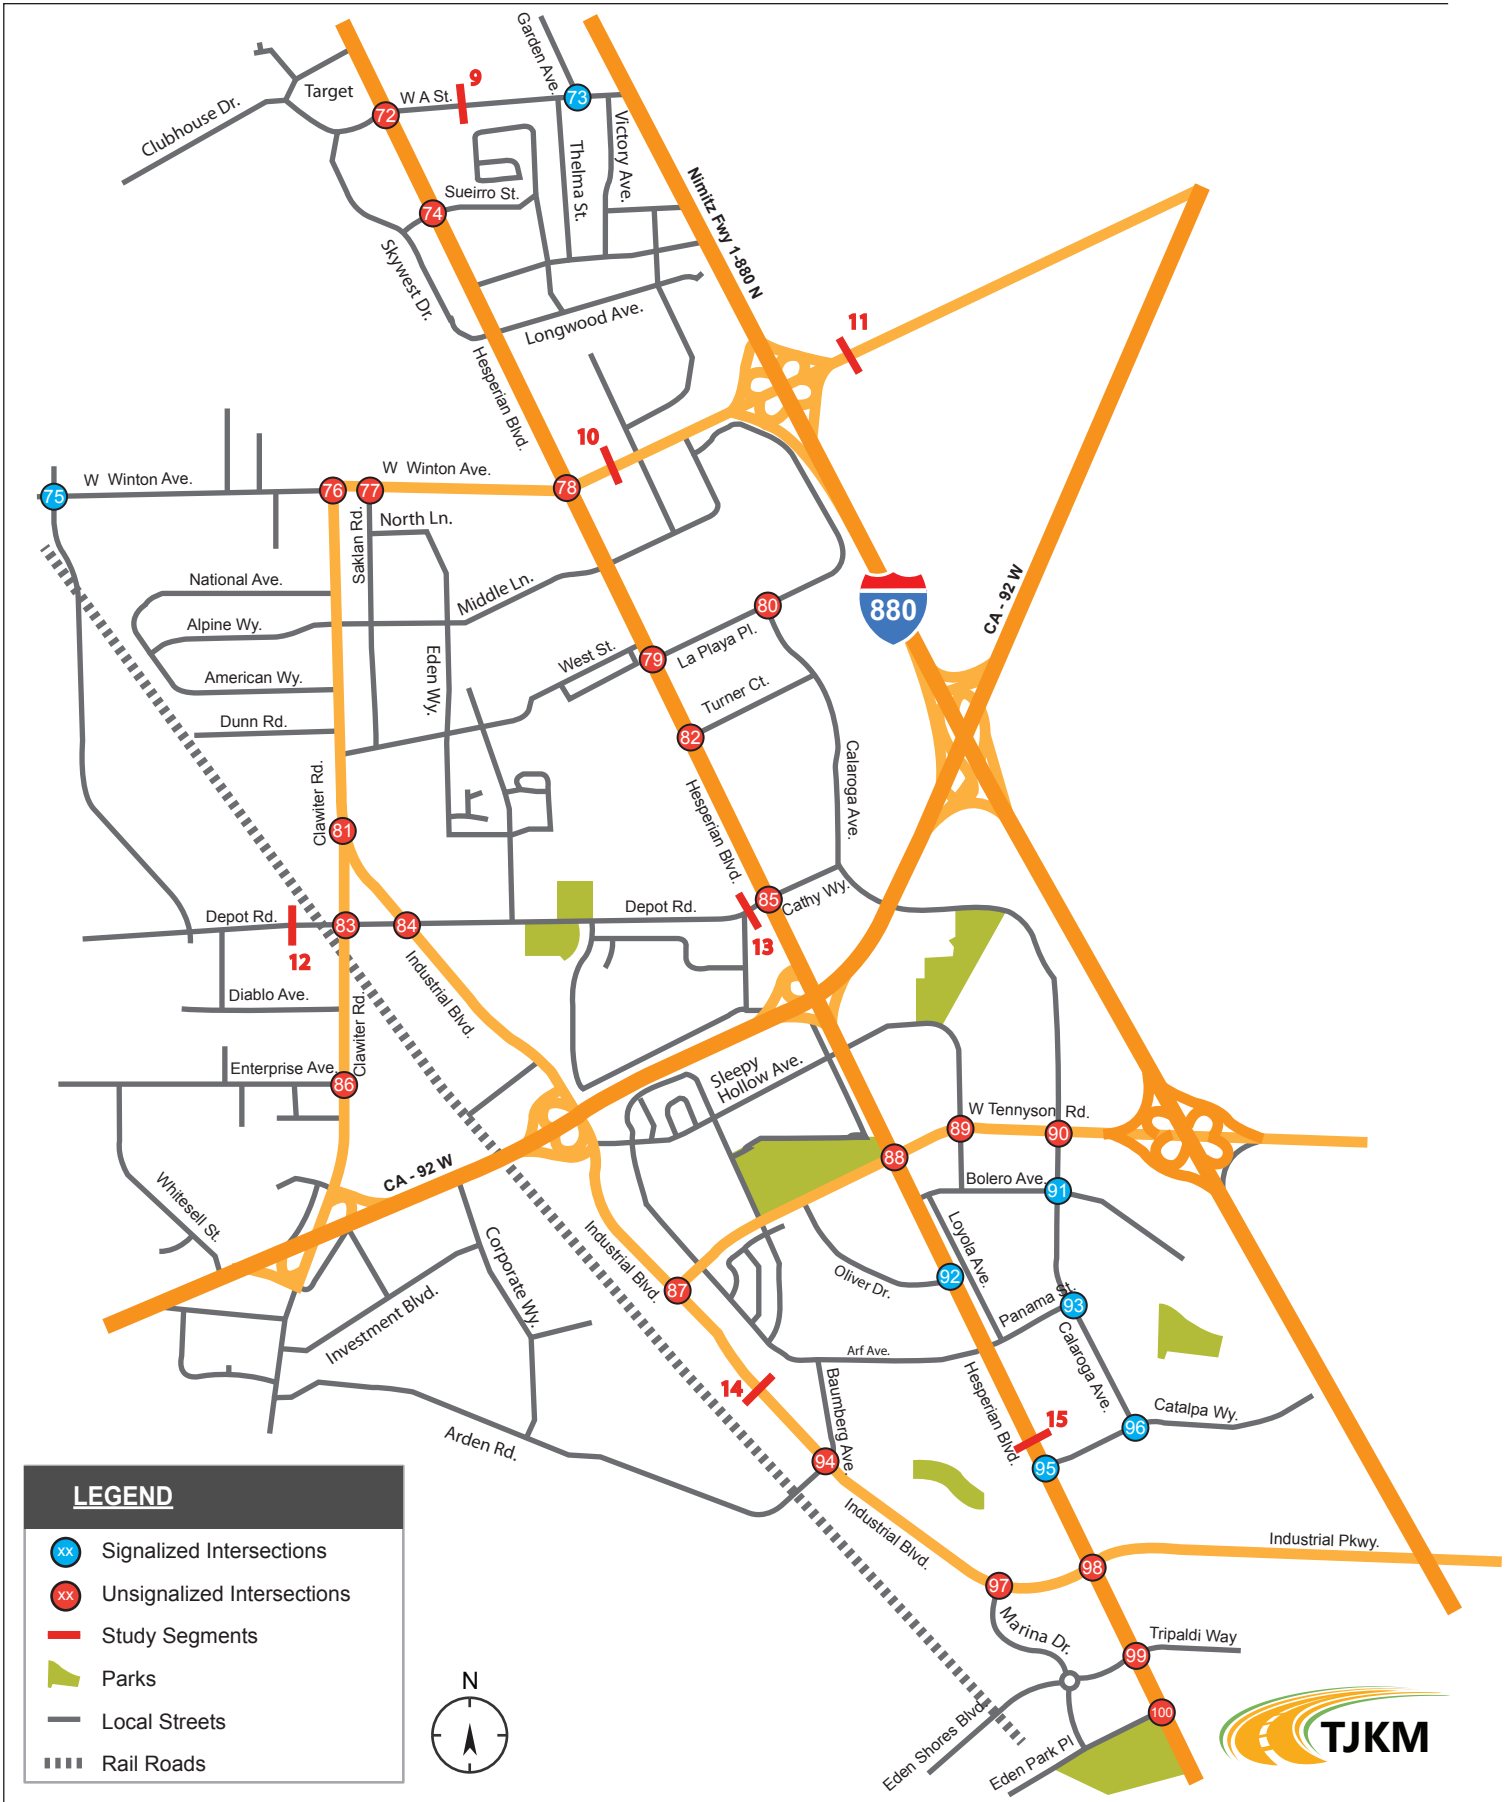 Garden Ave.
9
Target
W A St.
73
72
Clubhouse Dr.
Victory Ave.
Thelma St.
Sueirro St.
74
Nimitz Fwy 1-880 N
Skywest Dr.
Longwood Ave.
11
Hesperian Blvd.
10
W Winton Ave.
W Winton Ave.
75
76
77
78
North Ln.
Saklan Rd.
National Ave.
Middle Ln.
880
CA - 92 W
80
Alpine Wy.
La Playa Pl.
West St.
79
Eden Wy.
American Wy.
Turner Ct.
Dunn Rd.
82
Calaroga Ave.
Clawiter Rd.
81
Hesperian Blvd.
85
Cathy Wy.
Depot Rd.
Depot Rd.
83
84
13
12
Industrial Blvd.
Diablo Ave.
Clawiter Rd.
Enterprise Ave.
86
Sleepy
Hollow Ave.
W Tennyson Rd.
89
90
88
CA - 92 W
Bolero Ave.
91
Whitesell St.
Loyola Ave.
Corporate Wy.
Industrial Blvd.
Oliver Dr.
92
87
Panama St.
93
Investment Blvd.
Arf Ave.
Calaroga Ave.
Hesperian Blvd.
14
Baumberg Ave.
15
Catalpa Wy.
96
Arden Rd.
94
95
Industrial Blvd.
Industrial Pkwy.
98
97
Marina Dr.
Tripaldi Way
99
100
Eden Shores Blvd.
Eden Park Pl
LEGEND
xx Signalized Intersections
xx Unsignalized Intersections
Study Segments
Parks
Local Streets
Rail Roads
N
TJKM